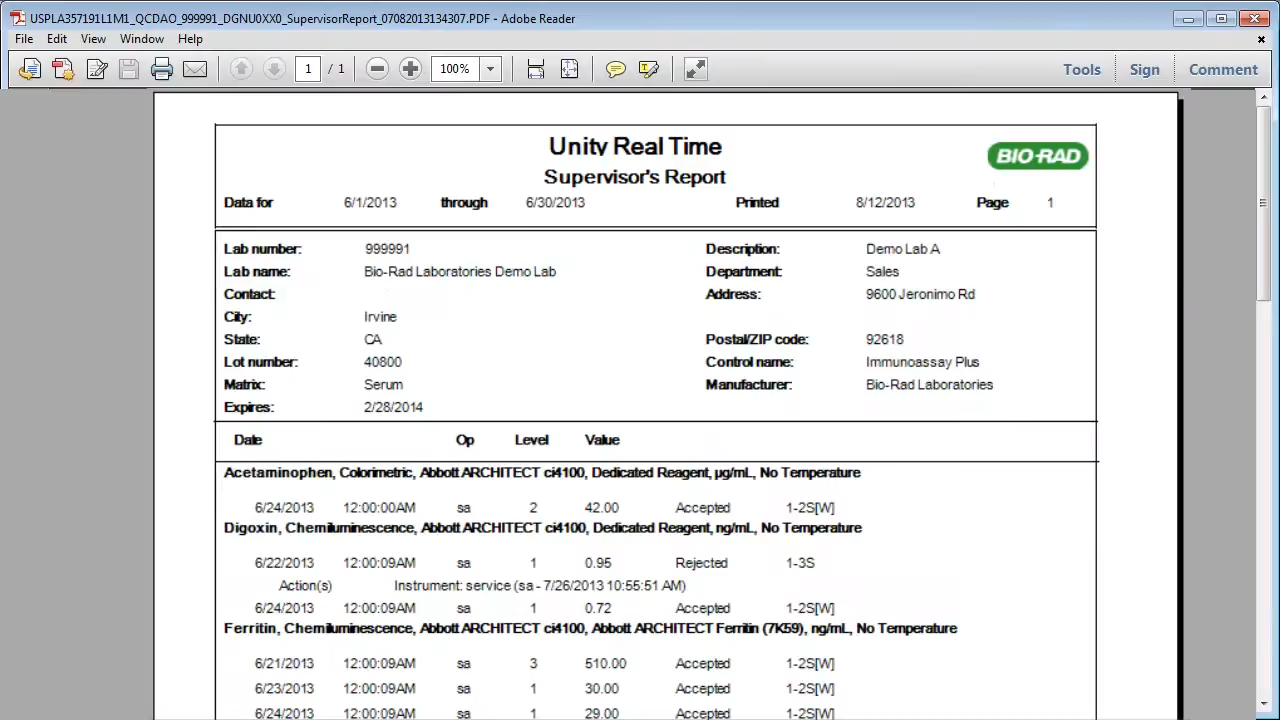 USPLA357191L1M1_QCDAO_999991_DGNU0XX0_SupervisorReport_07082013134307.PDF - Adobe Reader
File Edit View Window Help
1 / 1 100% Tools Sign Comment
Unity Real Time
BIO-RAD
Supervisor's Report
Data for 6/1/2013 through 6/30/2013 Printed 8/12/2013 Page 1
Lab number: 999991 Description: Demo Lab A
Lab name: Bio-Rad Laboratories Demo Lab Department: Sales
Contact: Address: 9600 Jeronimo Rd
City: Irvine
State: CA Postal/ZIP code: 92618
Lot number: 40800 Control name: Immunoassay Plus
Matrix: Serum Manufacturer: Bio-Rad Laboratories
Expires: 2/28/2014
Date Op Level Value
Acetaminophen, Colorimetric, Abbott ARCHITECT ci4100, Dedicated Reagent, µg/mL, No Temperature
6/24/2013 12:00:00AM sa 2 42.00 Accepted 1-2S[W]
Digoxin, Chemiluminescence, Abbott ARCHITECT ci4100, Dedicated Reagent, ng/mL, No Temperature
6/22/2013 12:00:09AM sa 1 0.95 Rejected 1-3S
Action(s) Instrument: service (sa - 7/26/2013 10:55:51 AM)
6/24/2013 12:00:09AM sa 1 0.72 Accepted 1-2S[W]
Ferritin, Chemiluminescence, Abbott ARCHITECT ci4100, Abbott ARCHITECT Ferritin (7K59), ng/mL, No Temperature
6/21/2013 12:00:09AM sa 3 510.00 Accepted 1-2S[W]
6/23/2013 12:00:09AM sa 1 30.00 Accepted 1-2S[W]
6/24/2013 12:00:09AM sa 1 29.00 Accepted 1-2S[W]